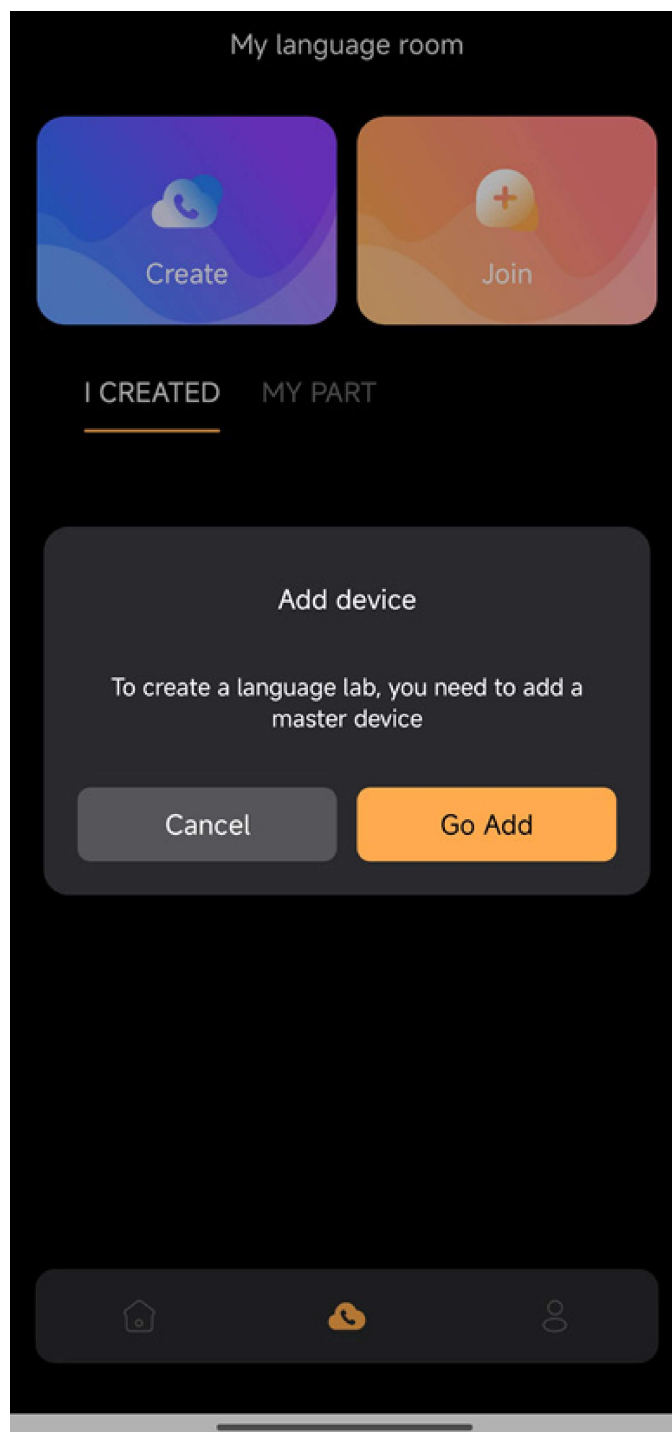 My language room
Create
Join
I CREATED
MY PART
Add device
To create a language lab, you need to add a
master device
Cancel
Go Add